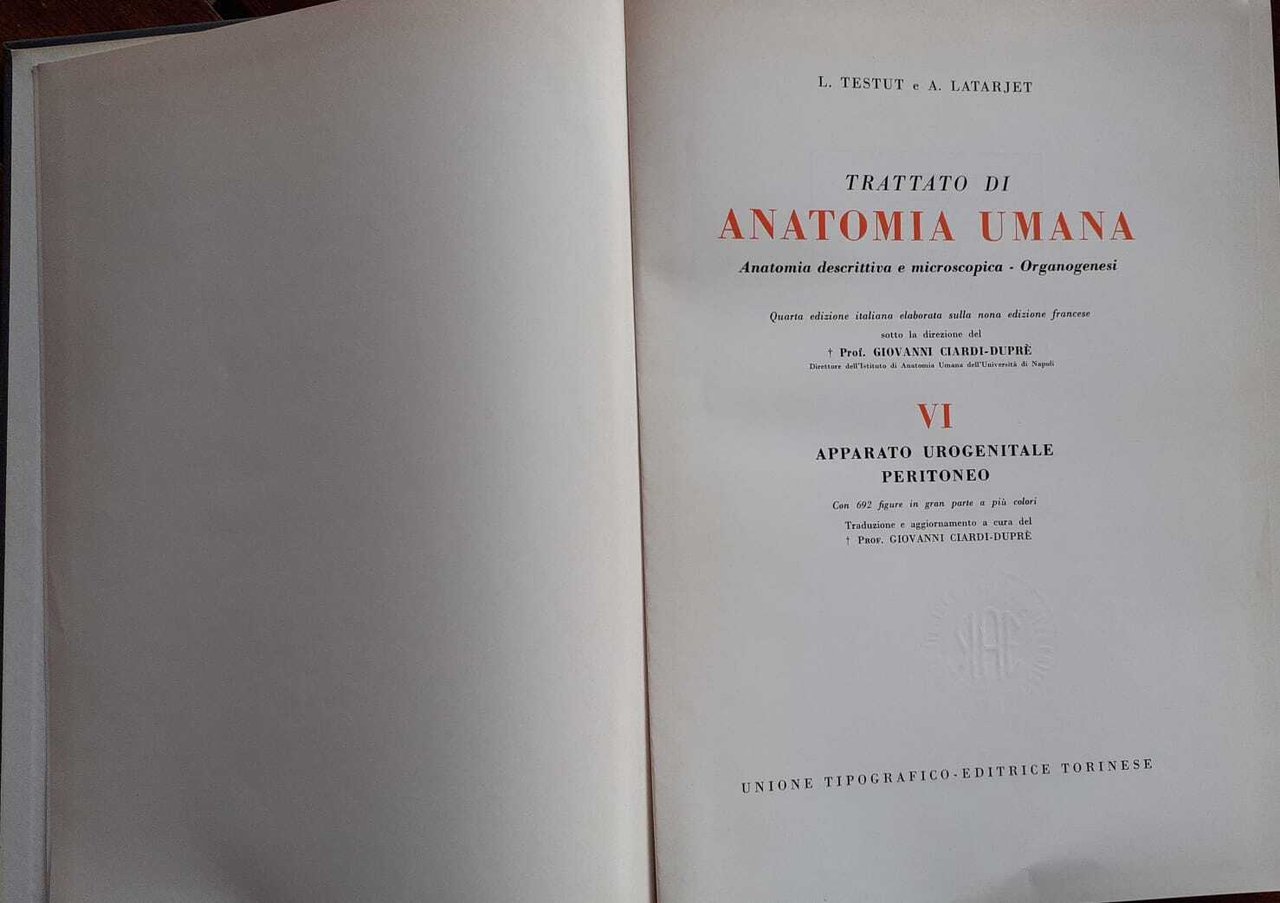 L. TESTUT e A. LATARJET
TRATTATO DI
ANATOMIA UMANA
Anatomia descrittiva e microscopica - Organogenesi
Quarta edizione italiana elaborata sulla nona edizione francese
sotto la direzione del
† Prof. GIOVANNI CIARDI-DUPRÈ
Direttore dell'Istituto di Anatomia Umana dell'Università di Napoli
VI
APPARATO UROGENITALE
PERITONEO
Con 692 figure in gran parte a più colori
Traduzione e aggiornamento a cura del
† PROF. GIOVANNI CIARDI-DUPRÈ
UNIONE TIPOGRAFICO-EDITRICE TORINESE